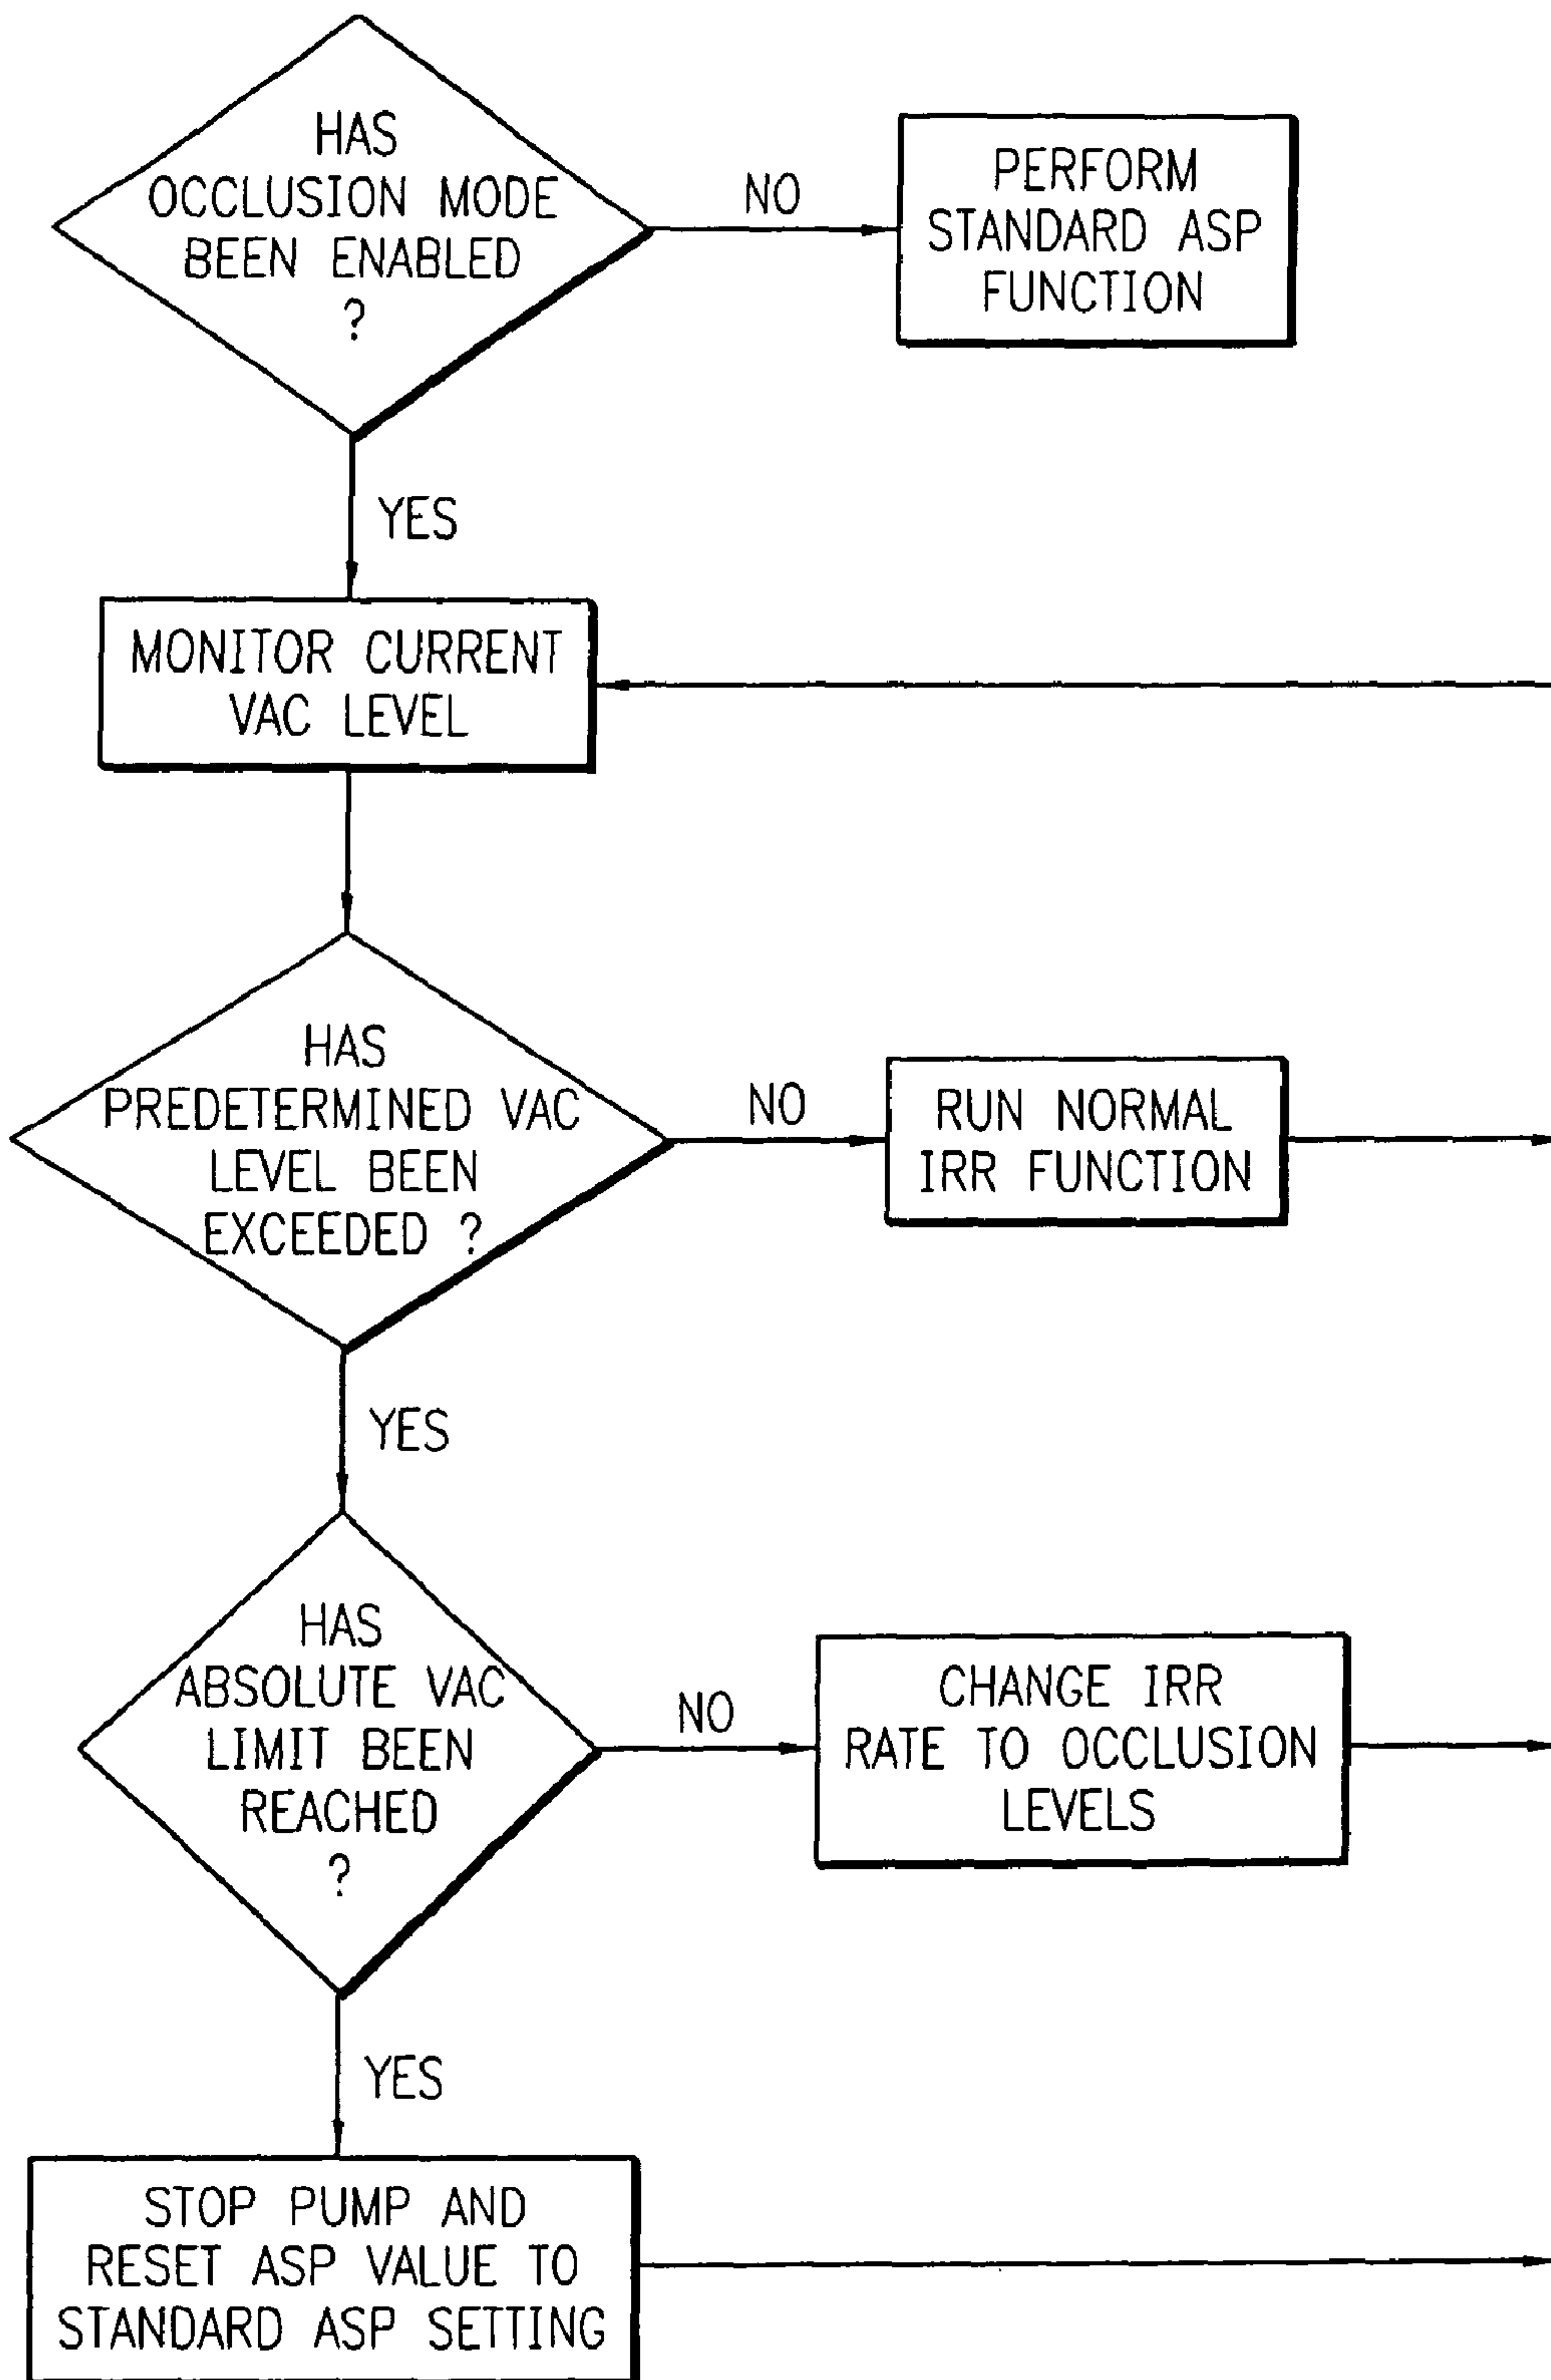 HAS
OCCLUSION MODE
BEEN ENABLED
?
NO
PERFORM
STANDARD ASP
FUNCTION
YES
MONITOR CURRENT
VAC LEVEL
HAS
PREDETERMINED VAC
LEVEL BEEN
EXCEEDED ?
NO
RUN NORMAL
IRR FUNCTION
YES
HAS
ABSOLUTE VAC
LIMIT BEEN
REACHED
?
NO
CHANGE IRR
RATE TO OCCLUSION
LEVELS
YES
STOP PUMP AND
RESET ASP VALUE TO
STANDARD ASP SETTING